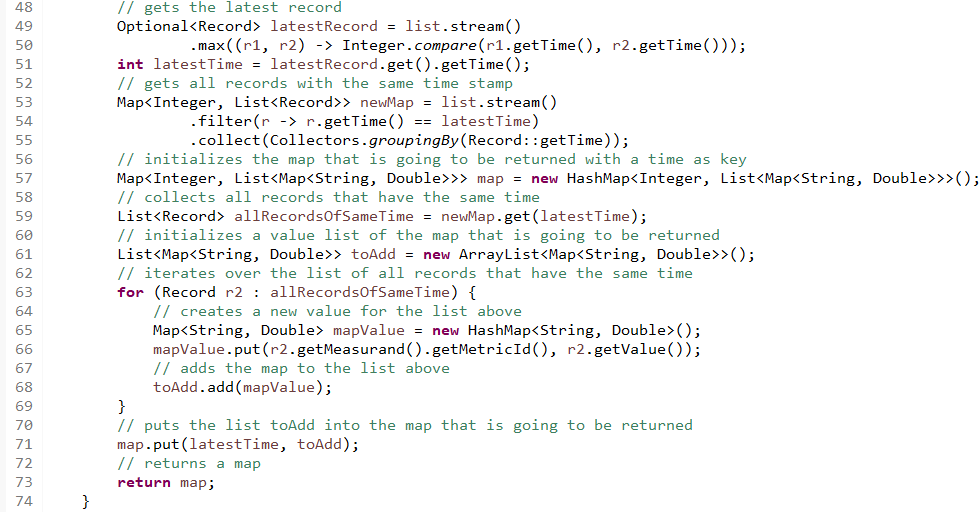 48 // gets the latest record
49 Optional<Record> latestRecord = list.stream()
50 .max((r1, r2) -> Integer.compare(r1.getTime(), r2.getTime()));
51 int latestTime = latestRecord.get().getTime();
52 // gets all records with the same time stamp
53 Map<Integer, List<Record>> newMap = list.stream()
54 .filter(r -> r.getTime() == latestTime)
55 .collect(Collectors.groupingBy(Record::getTime));
56 // initializes the map that is going to be returned with a time as key
57 Map<Integer, List<Map<String, Double>>> map = new HashMap<Integer, List<Map<String, Double>>>();
58 // collects all records that have the same time
59 List<Record> allRecordsOfSameTime = newMap.get(latestTime);
60 // initializes a value list of the map that is going to be returned
61 List<Map<String, Double>> toAdd = new ArrayList<Map<String, Double>>();
62 // iterates over the list of all records that have the same time
63 for (Record r2 : allRecordsOfSameTime) {
64 // creates a new value for the list above
65 Map<String, Double> mapValue = new HashMap<String, Double>();
66 mapValue.put(r2.getMeasurand().getMetricId(), r2.getValue());
67 // adds the map to the list above
68 toAdd.add(mapValue);
69 }
70 // puts the list toAdd into the map that is going to be returned
71 map.put(latestTime, toAdd);
72 // returns a map
73 return map;
74 }